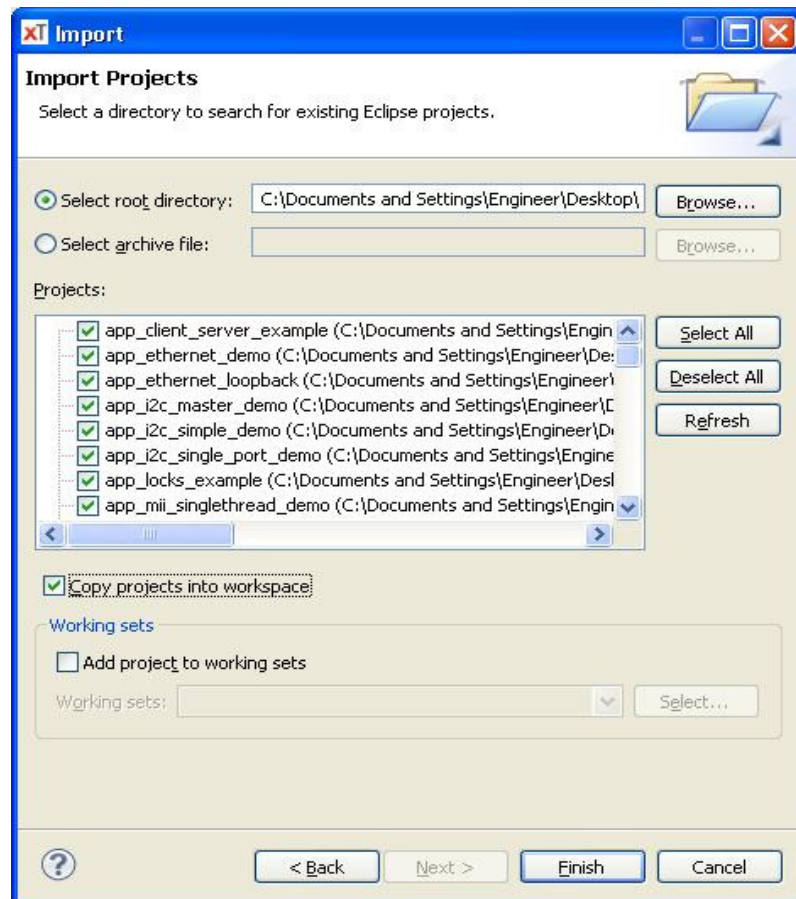 xT Import
Import Projects
Select a directory to search for existing Eclipse projects.
Select root directory: C:\Documents and Settings\Engineer\Desktop\ Browse...
Select archive file: Browse...
Projects:
app_client_server_example (C:\Documents and Settings\Engin
app_ethernet_demo (C:\Documents and Settings\Engineer\De
app_ethernet_loopback (C:\Documents and Settings\Engineer\
app_i2c_master_demo (C:\Documents and Settings\Engineer\D
app_i2c_simple_demo (C:\Documents and Settings\Engineer\D
app_i2c_single_port_demo (C:\Documents and Settings\Engine
app_locks_example (C:\Documents and Settings\Engineer\Desl
app_mii_singlethread_demo (C:\Documents and Settings\Engin
Select All
Deselect All
Refresh
Copy projects into workspace
Working sets
Add project to working sets
Working sets: Select...
? < Back Next > Finish Cancel